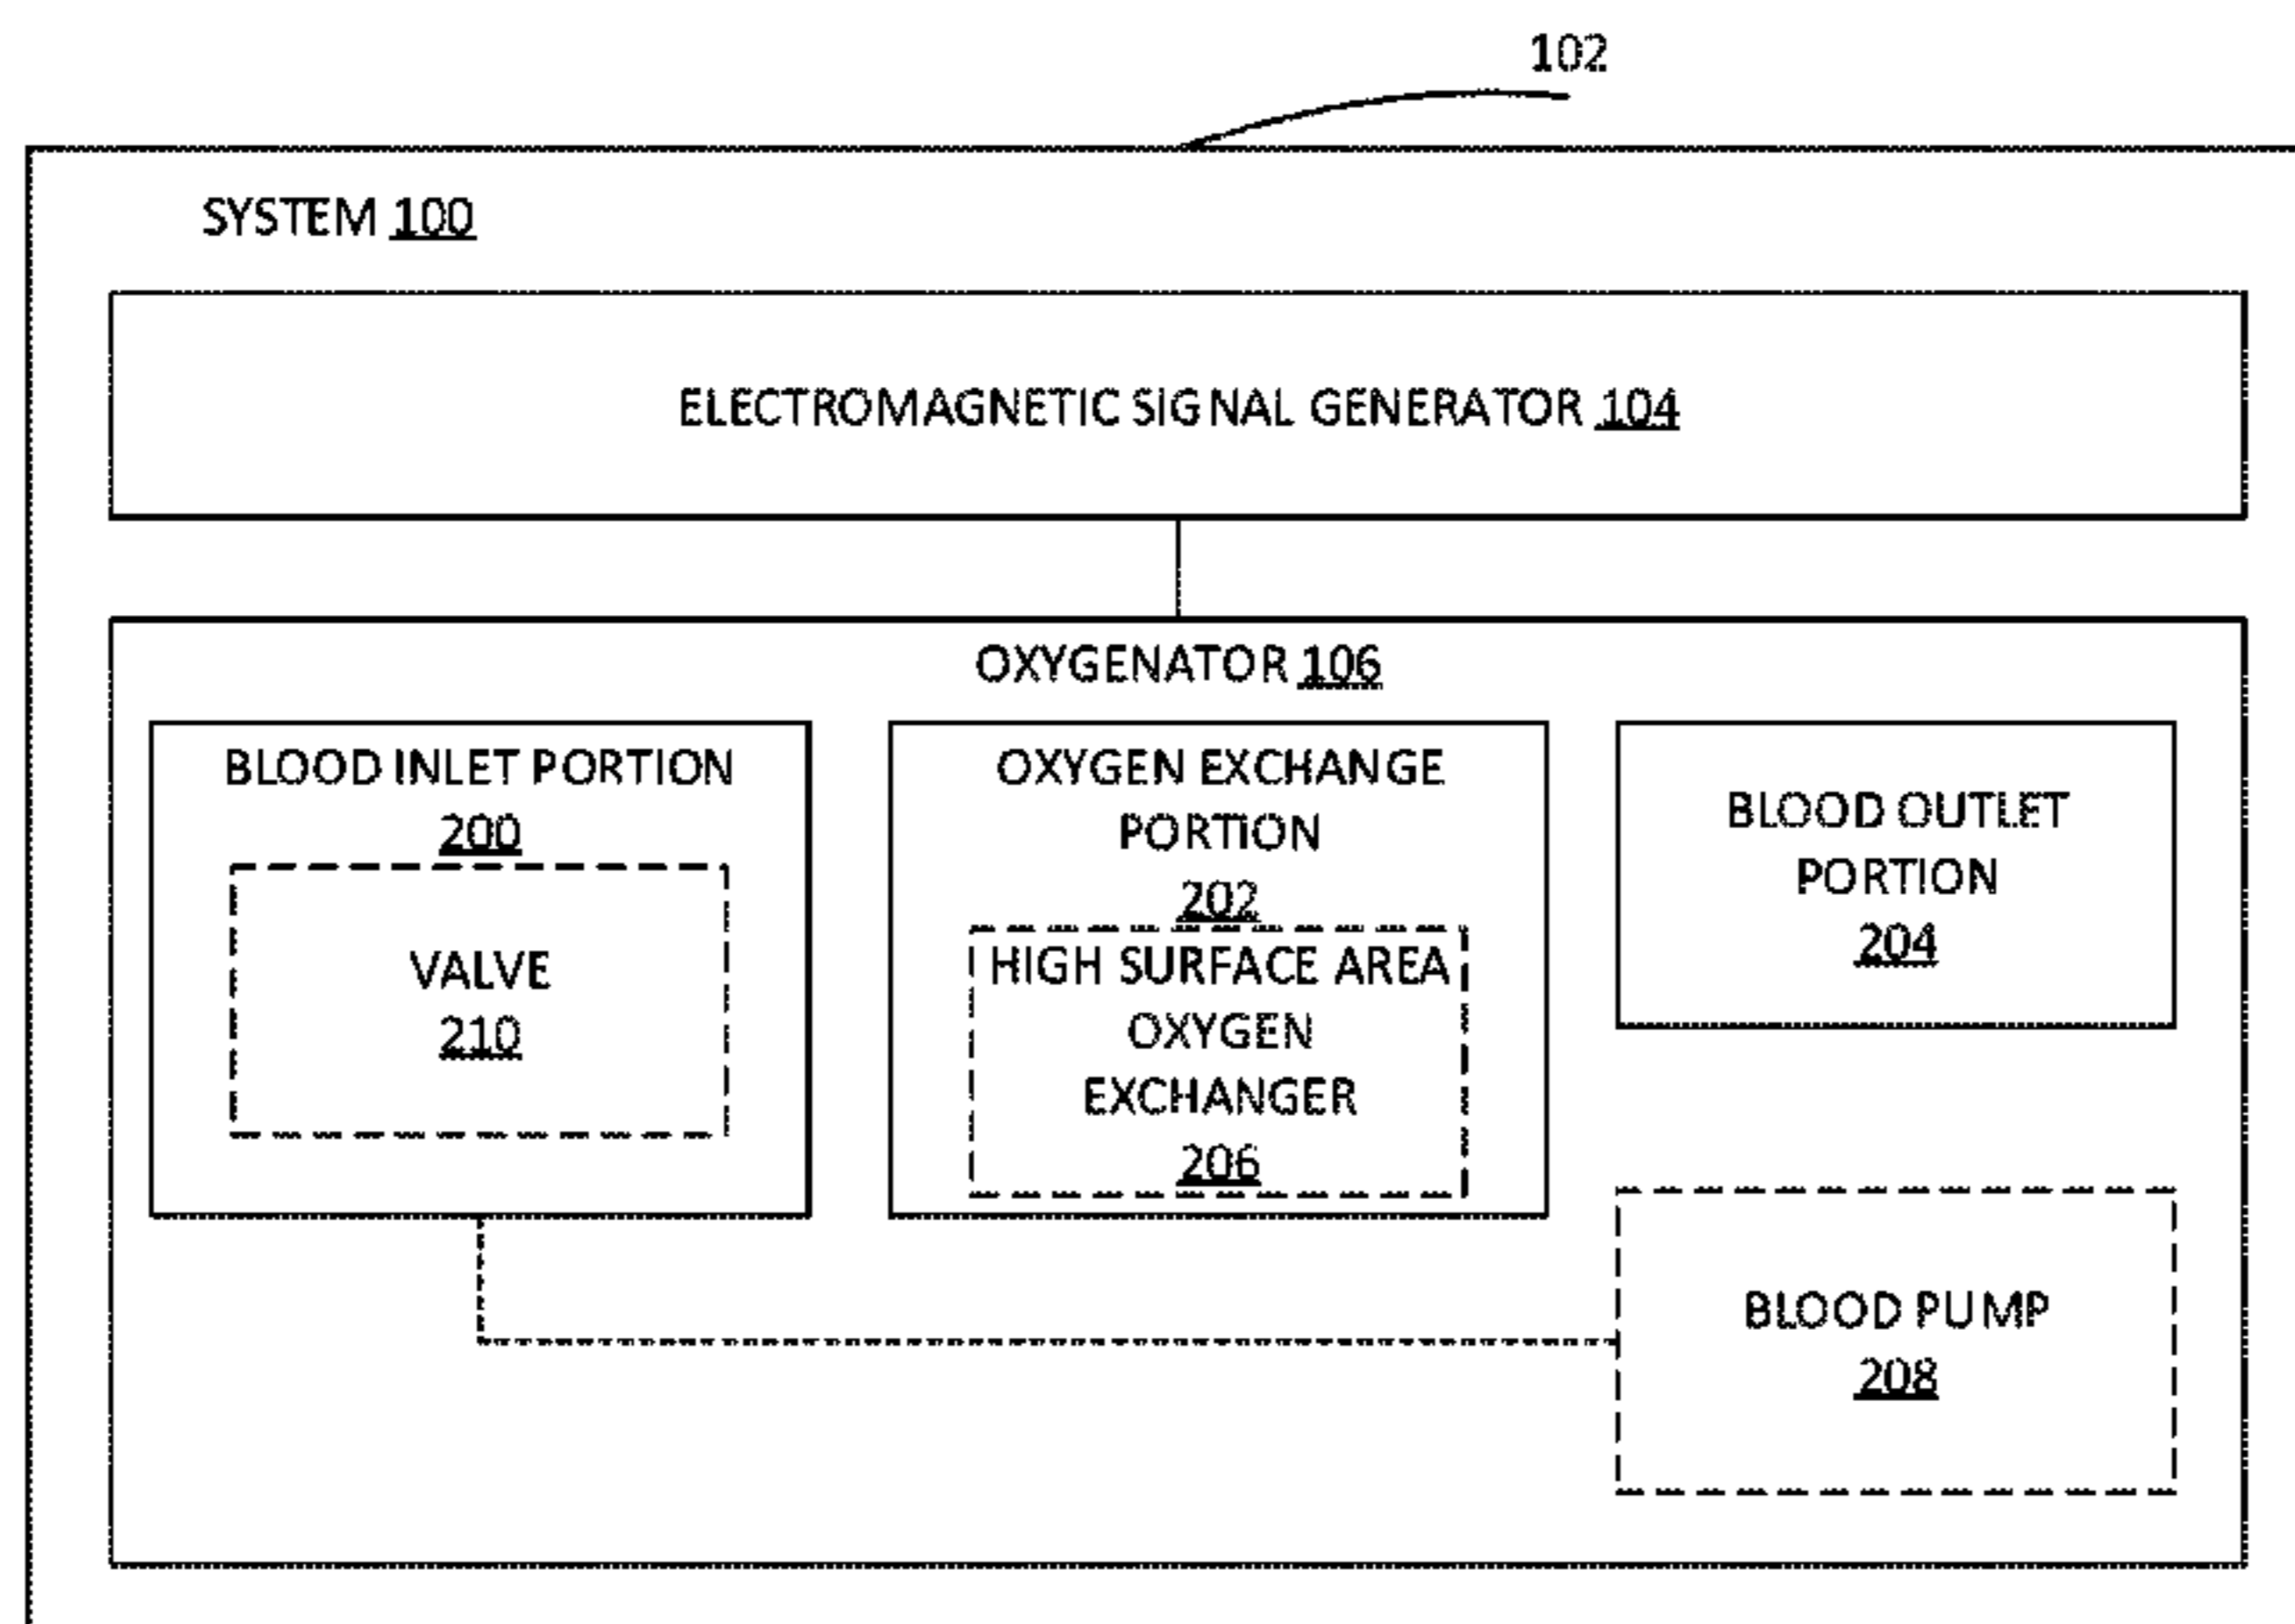 102
SYSTEM 100
ELECTROMAGNETIC SIGNAL GENERATOR 104
OXYGENATOR 106
BLOOD INLET PORTION
200
VALVE
210
OXYGEN EXCHANGE
PORTION
202
HIGH SURFACE AREA
OXYGEN
EXCHANGER
206
BLOOD OUTLET
PORTION
204
BLOOD PUMP
208